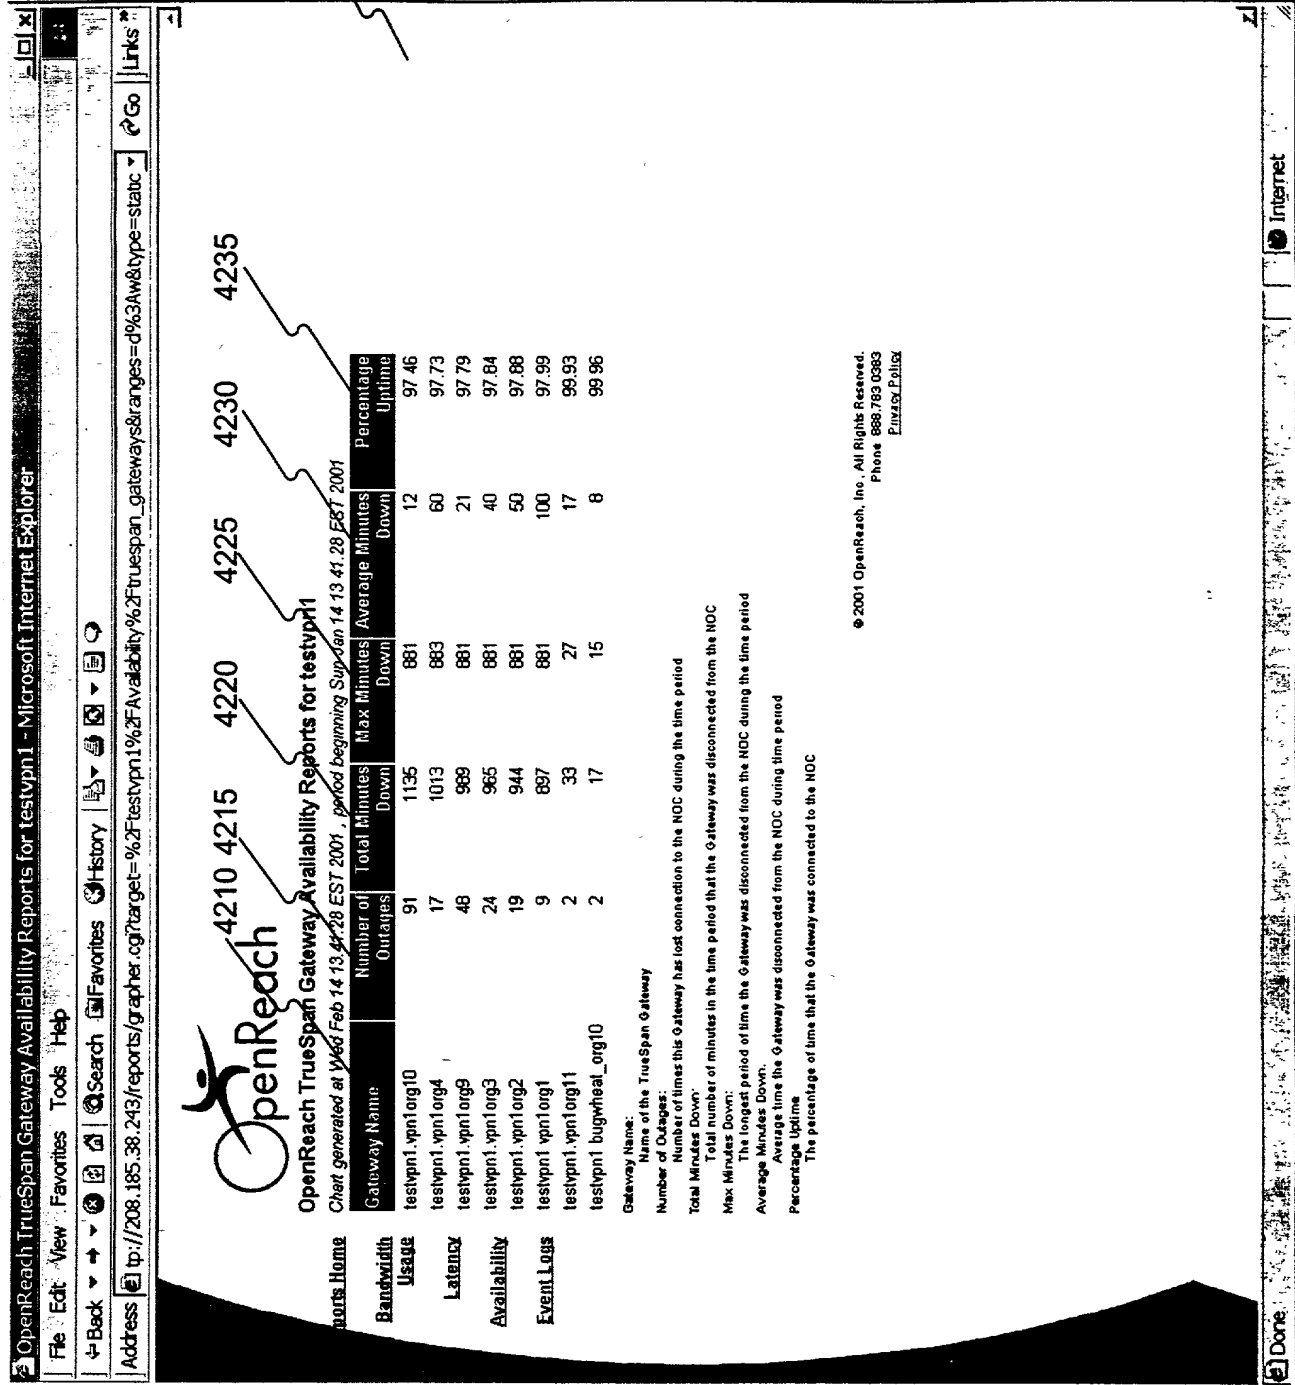 OpenReach TrueSpan Gateway Availability Reports for testvpn1 - Microsoft Internet Explorer
File Edit View Favorites Tools Help
Back Search Favorites History
Address tp://208.185.38.243/reports/grapher.cgi?target=%2Ftestvpn1%2FAvailability%2Ftruespan_gateways&ranges=d%3Aw&type=static Go Links »
4210 4215 4220 4225 4230 4235
OpenReach
OpenReach TrueSpan Gateway Availability Reports for testvpn1
Chart generated at Wed Feb 14 13.41.28 EST 2001 , period beginning Sun Jan 14 13 41.28 EST 2001
ports Home
Bandwidth
Usage
Latency
Availability
Event Logs
Gateway Name Number of Outages Total Minutes Down Max Minutes Down Average Minutes Down Percentage Uptime
testvpn1.vpn1org10 91 1135 881 12 97 46
testvpn1.vpn1org4 17 1013 883 60 97.73
testvpn1.vpn1org9 48 989 881 21 97 79
testvpn1.vpn1org3 24 965 881 40 97.84
testvpn1.vpn1org2 19 944 881 50 97.88
testvpn1 vpn1org1 9 897 881 100 97.99
testvpn1.vpn1org11 2 33 27 17 99.93
testvpn1 bugwheat_org10 2 17 15 8 99 96
Gateway Name:
Name of the TrueSpan Gateway
Number of Outages:
Number of times this Gateway has lost connection to the NOC during the time period
Total Minutes Down:
Total number of minutes in the time period that the Gateway was disconnected from the NOC
Max Minutes Down:
The longest period of time the Gateway was disconnected from the NOC during the time period
Average Minutes Down.
Average time the Gateway was disconnected from the NOC during time period
Percentage Uptime
The percentage of time that the Gateway was connected to the NOC
© 2001 OpenReach, Inc , All Rights Reserved.
Phone 888.783 0383
Privacy Policy
Done Internet